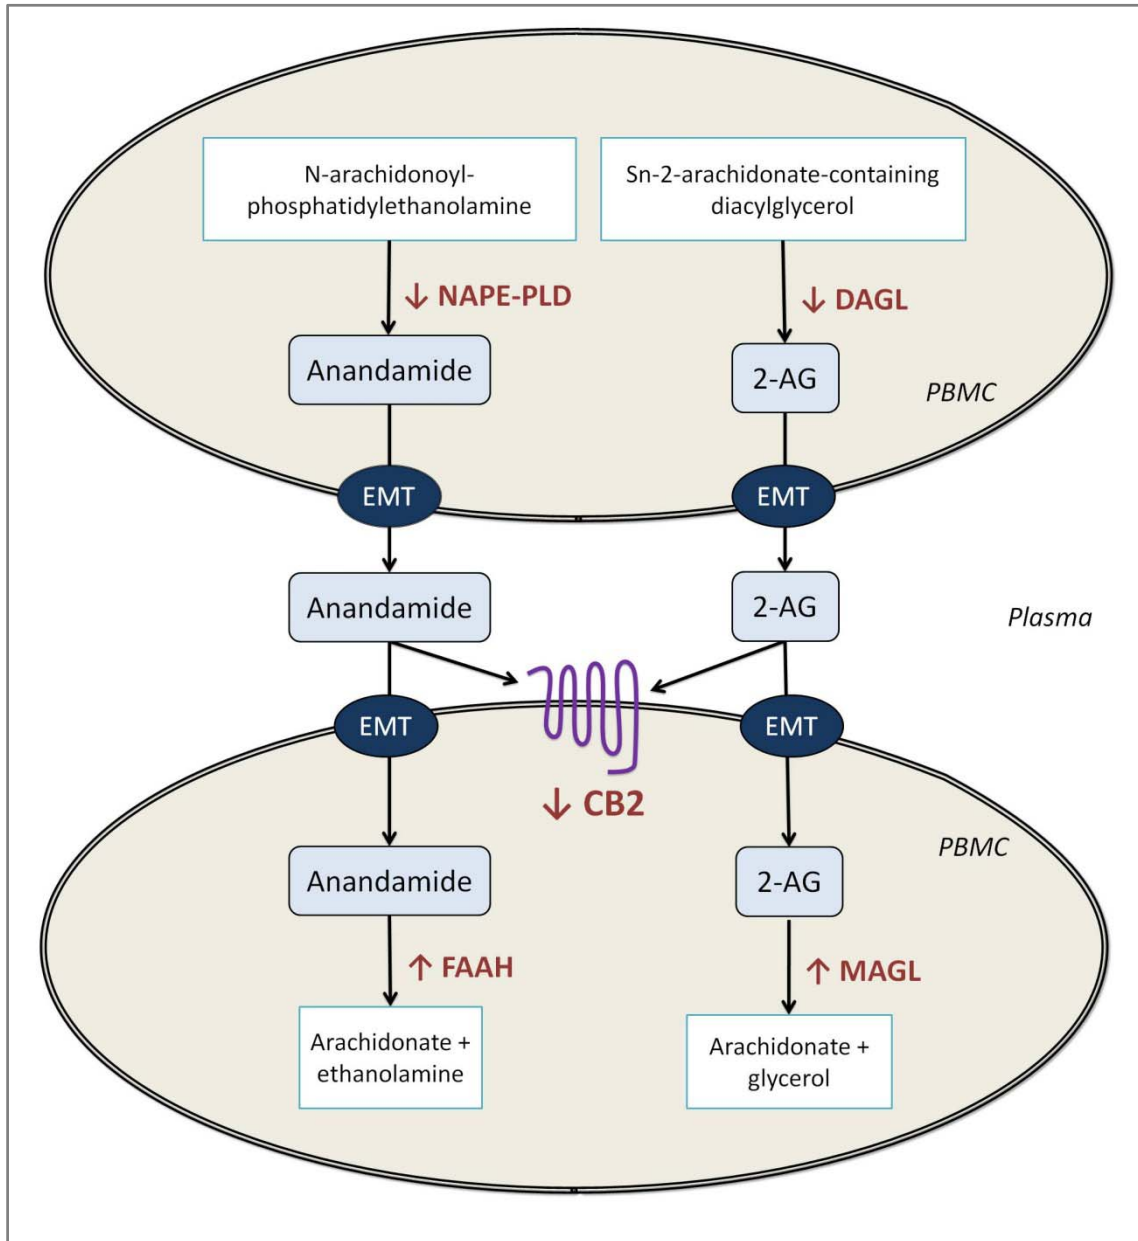 N-arachidonoyl-
phosphatidylethanolamine
Sn-2-arachidonate-containing
diacylglycerol
↓ NAPE-PLD
↓ DAGL
Anandamide
2-AG
PBMC
EMT
EMT
Anandamide
2-AG
Plasma
EMT
EMT
↓ CB2
PBMC
Anandamide
2-AG
↑ FAAH
↑ MAGL
Arachidonate +
ethanolamine
Arachidonate +
glycerol